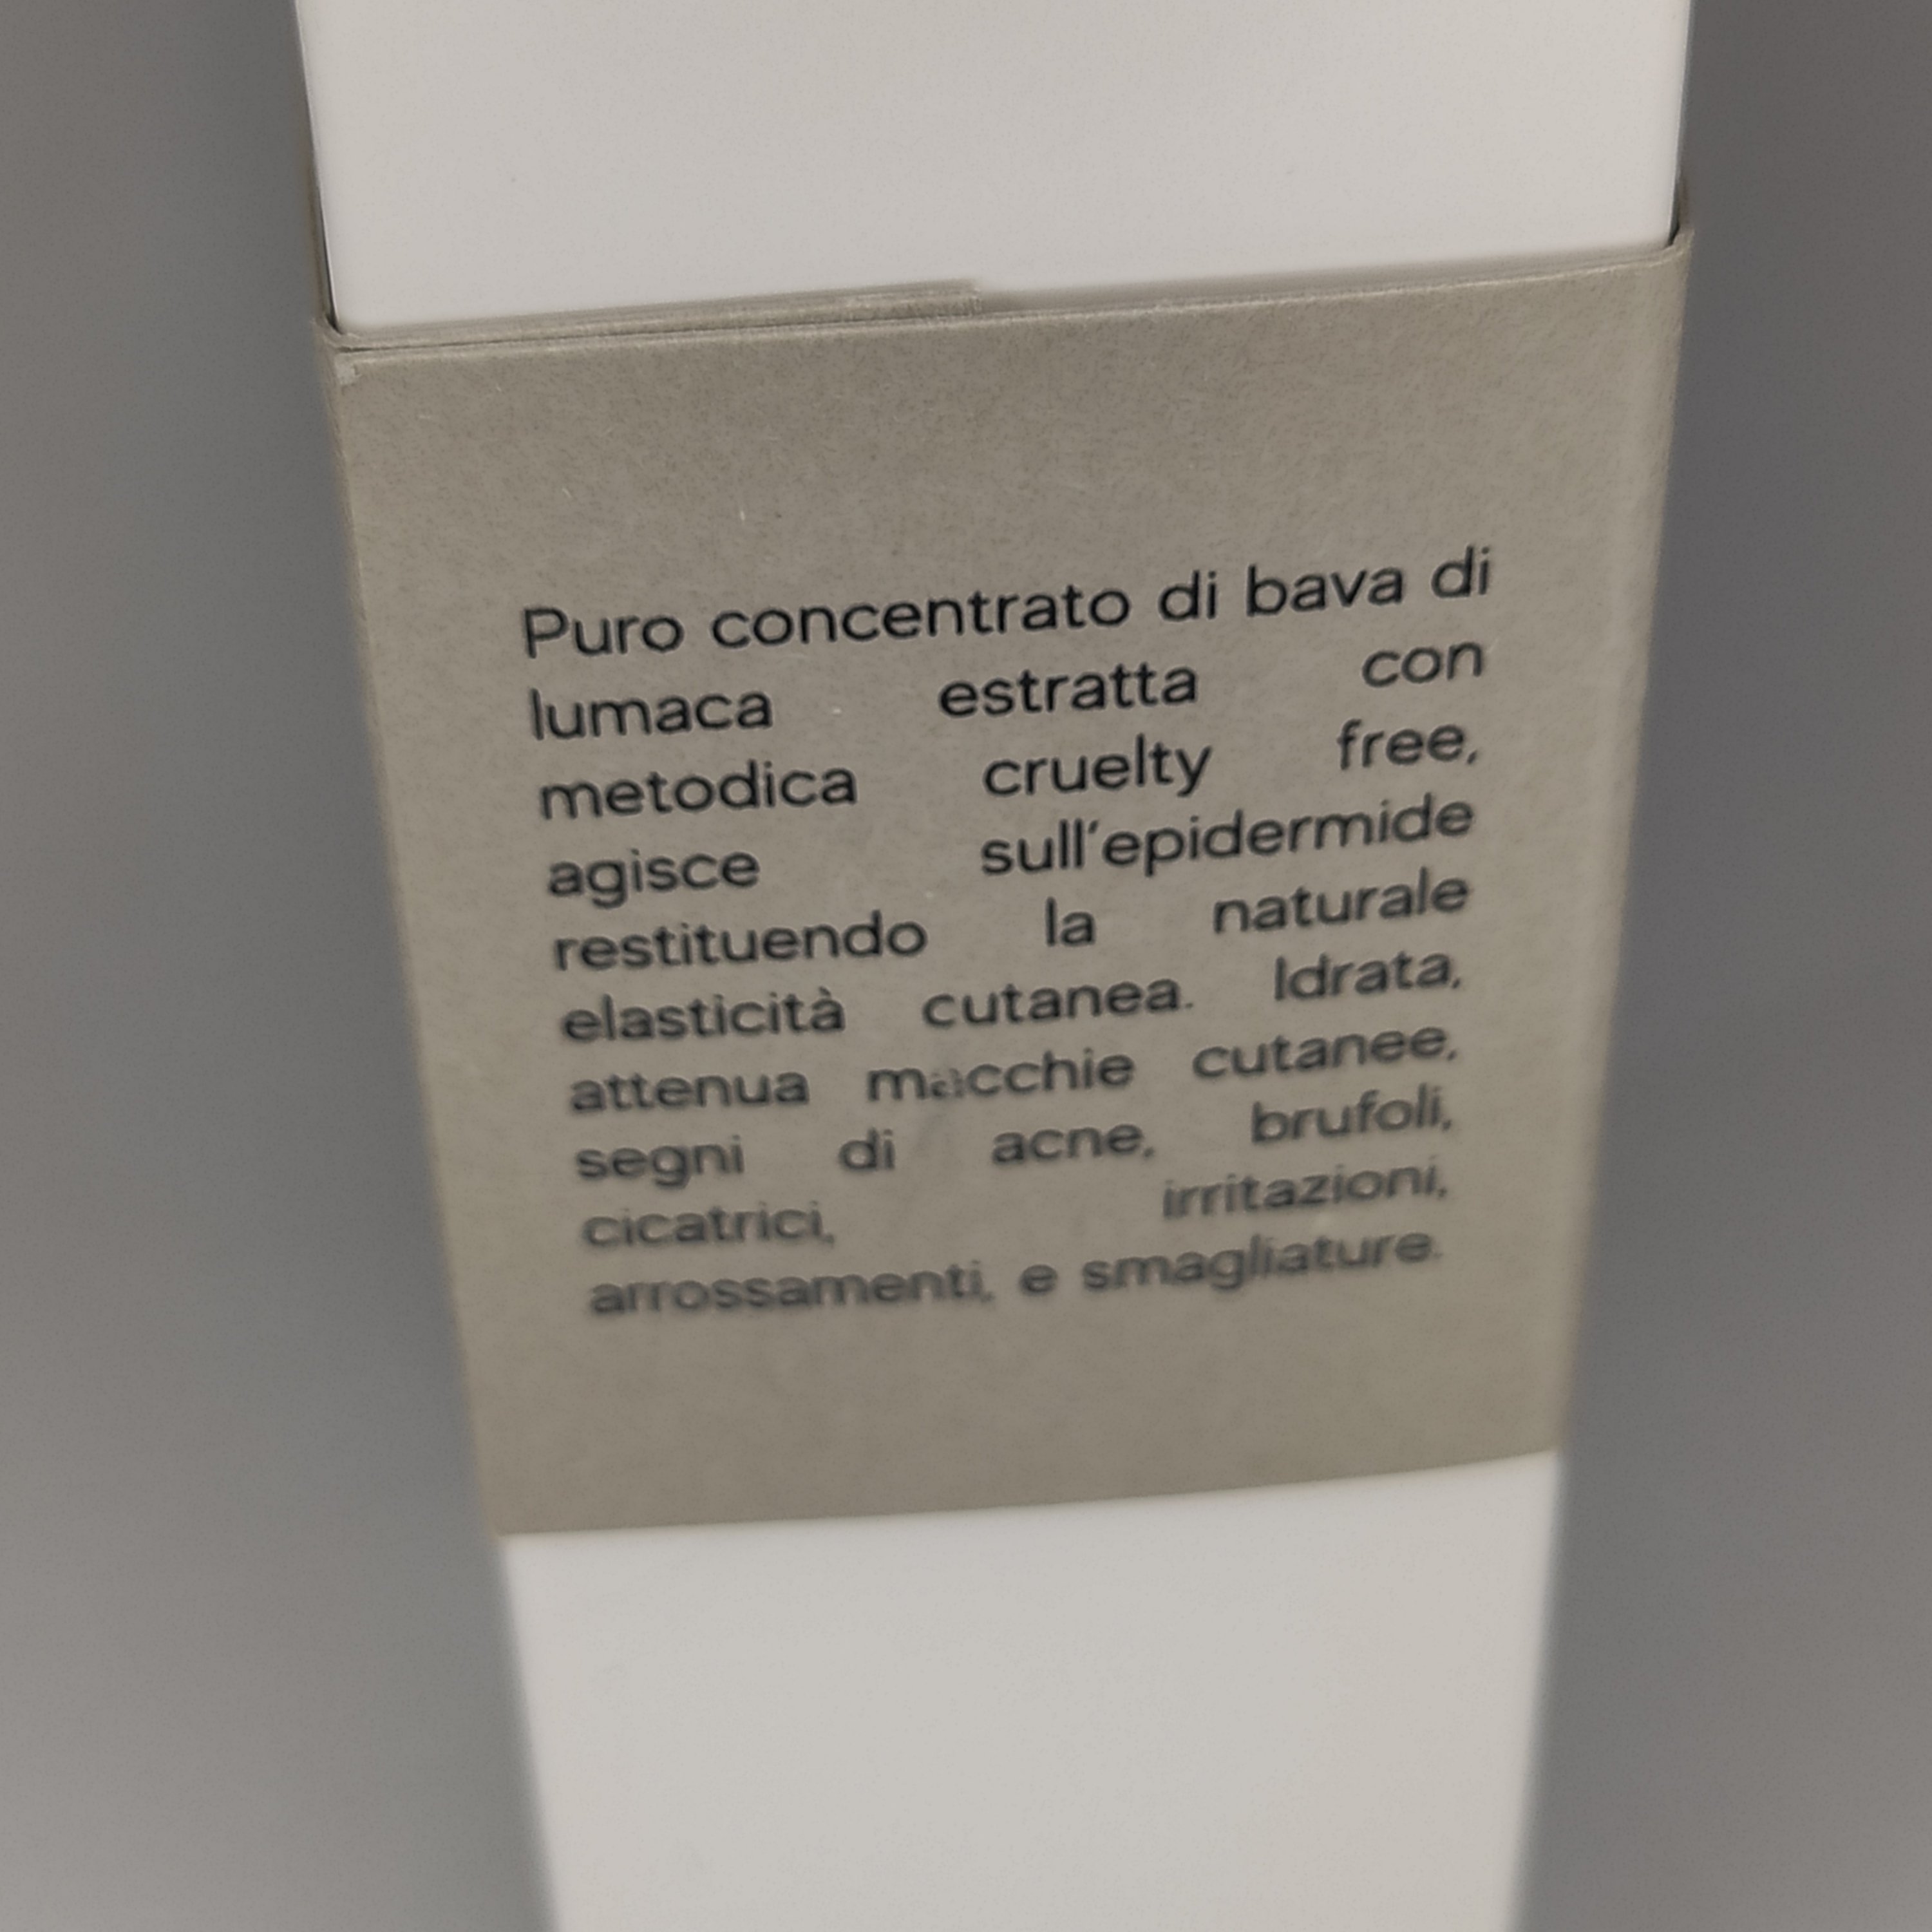 Puro concentrato di bava di
lumaca estratta con
metodica cruelty free,
agisce sull'epidermide
restituendo la naturale
elasticità cutanea. Idrata,
attenua macchie cutanee,
segni di acne, brufoli,
cicatrici, irritazioni,
arrossamenti, e smagliature.